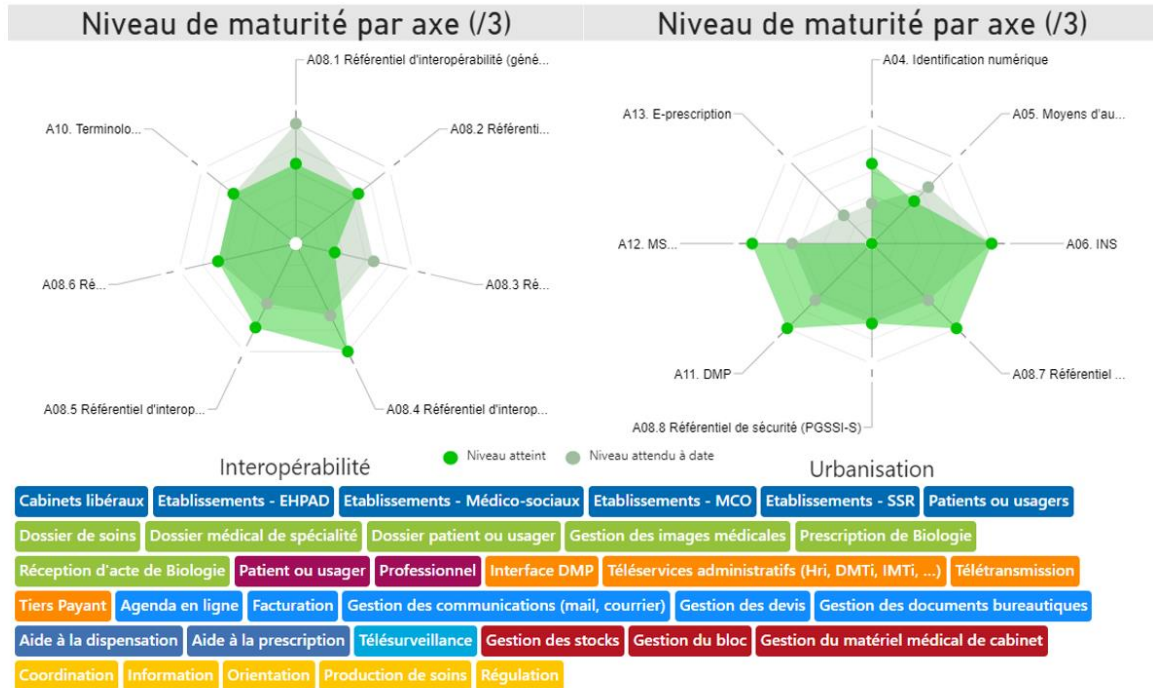 Niveau de maturité par axe (/3)
Niveau de maturité par axe (/3)
A08.1 Référentiel d'interopérabilité (géné...
A10. Terminolo...
A08.2 Référenti...
A08.6 Ré...
A08.3 Ré...
A08.5 Référentiel d'interop...
A08.4 Référentiel d'interop...
A04. Identification numérique
A13. E-prescription
A05. Moyens d'au...
A12. MS...
A06. INS
A11. DMP
A08.7 Référentiel ...
A08.8 Référentiel de sécurité (PGSSI-S)
Interopérabilité
Niveau atteint Niveau attendu à date
Urbanisation
Cabinets libéraux Etablissements - EHPAD Etablissements - Médico-sociaux Etablissements - MCO Etablissements - SSR Patients ou usagers
Dossier de soins Dossier médical de spécialité Dossier patient ou usager Gestion des images médicales Prescription de Biologie
Réception d'acte de Biologie Patient ou usager Professionnel Interface DMP Téléservices administratifs (Hri, DMTi, IMTi, ...) Télétransmission
Tiers Payant Agenda en ligne Facturation Gestion des communications (mail, courrier) Gestion des devis Gestion des documents bureautiques
Aide à la dispensation Aide à la prescription Télésurveillance Gestion des stocks Gestion du bloc Gestion du matériel médical de cabinet
Coordination Information Orientation Production de soins Régulation